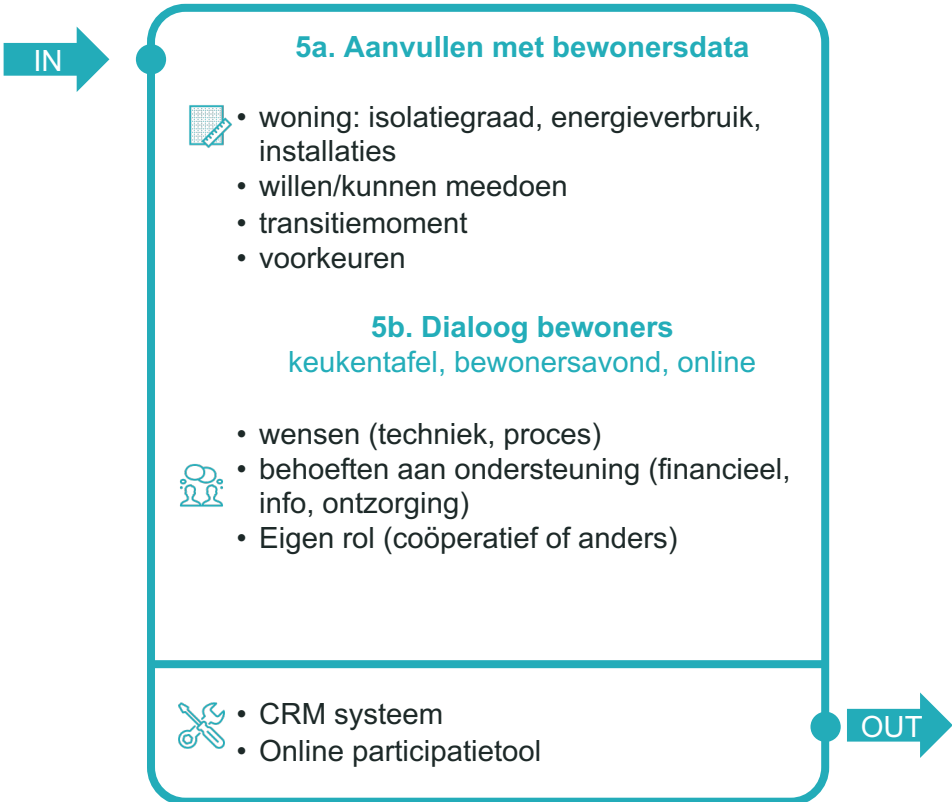 IN
5a. Aanvullen met bewonersdata
• woning: isolatiegraad, energieverbruik,
installaties
• willen/kunnen meedoen
• transitiemoment
• voorkeuren
5b. Dialoog bewoners
keukentafel, bewonersavond, online
• wensen (techniek, proces)
• behoeften aan ondersteuning (financieel,
info, ontzorging)
• Eigen rol (coöperatief of anders)
• CRM systeem
• Online participatietool
OUT